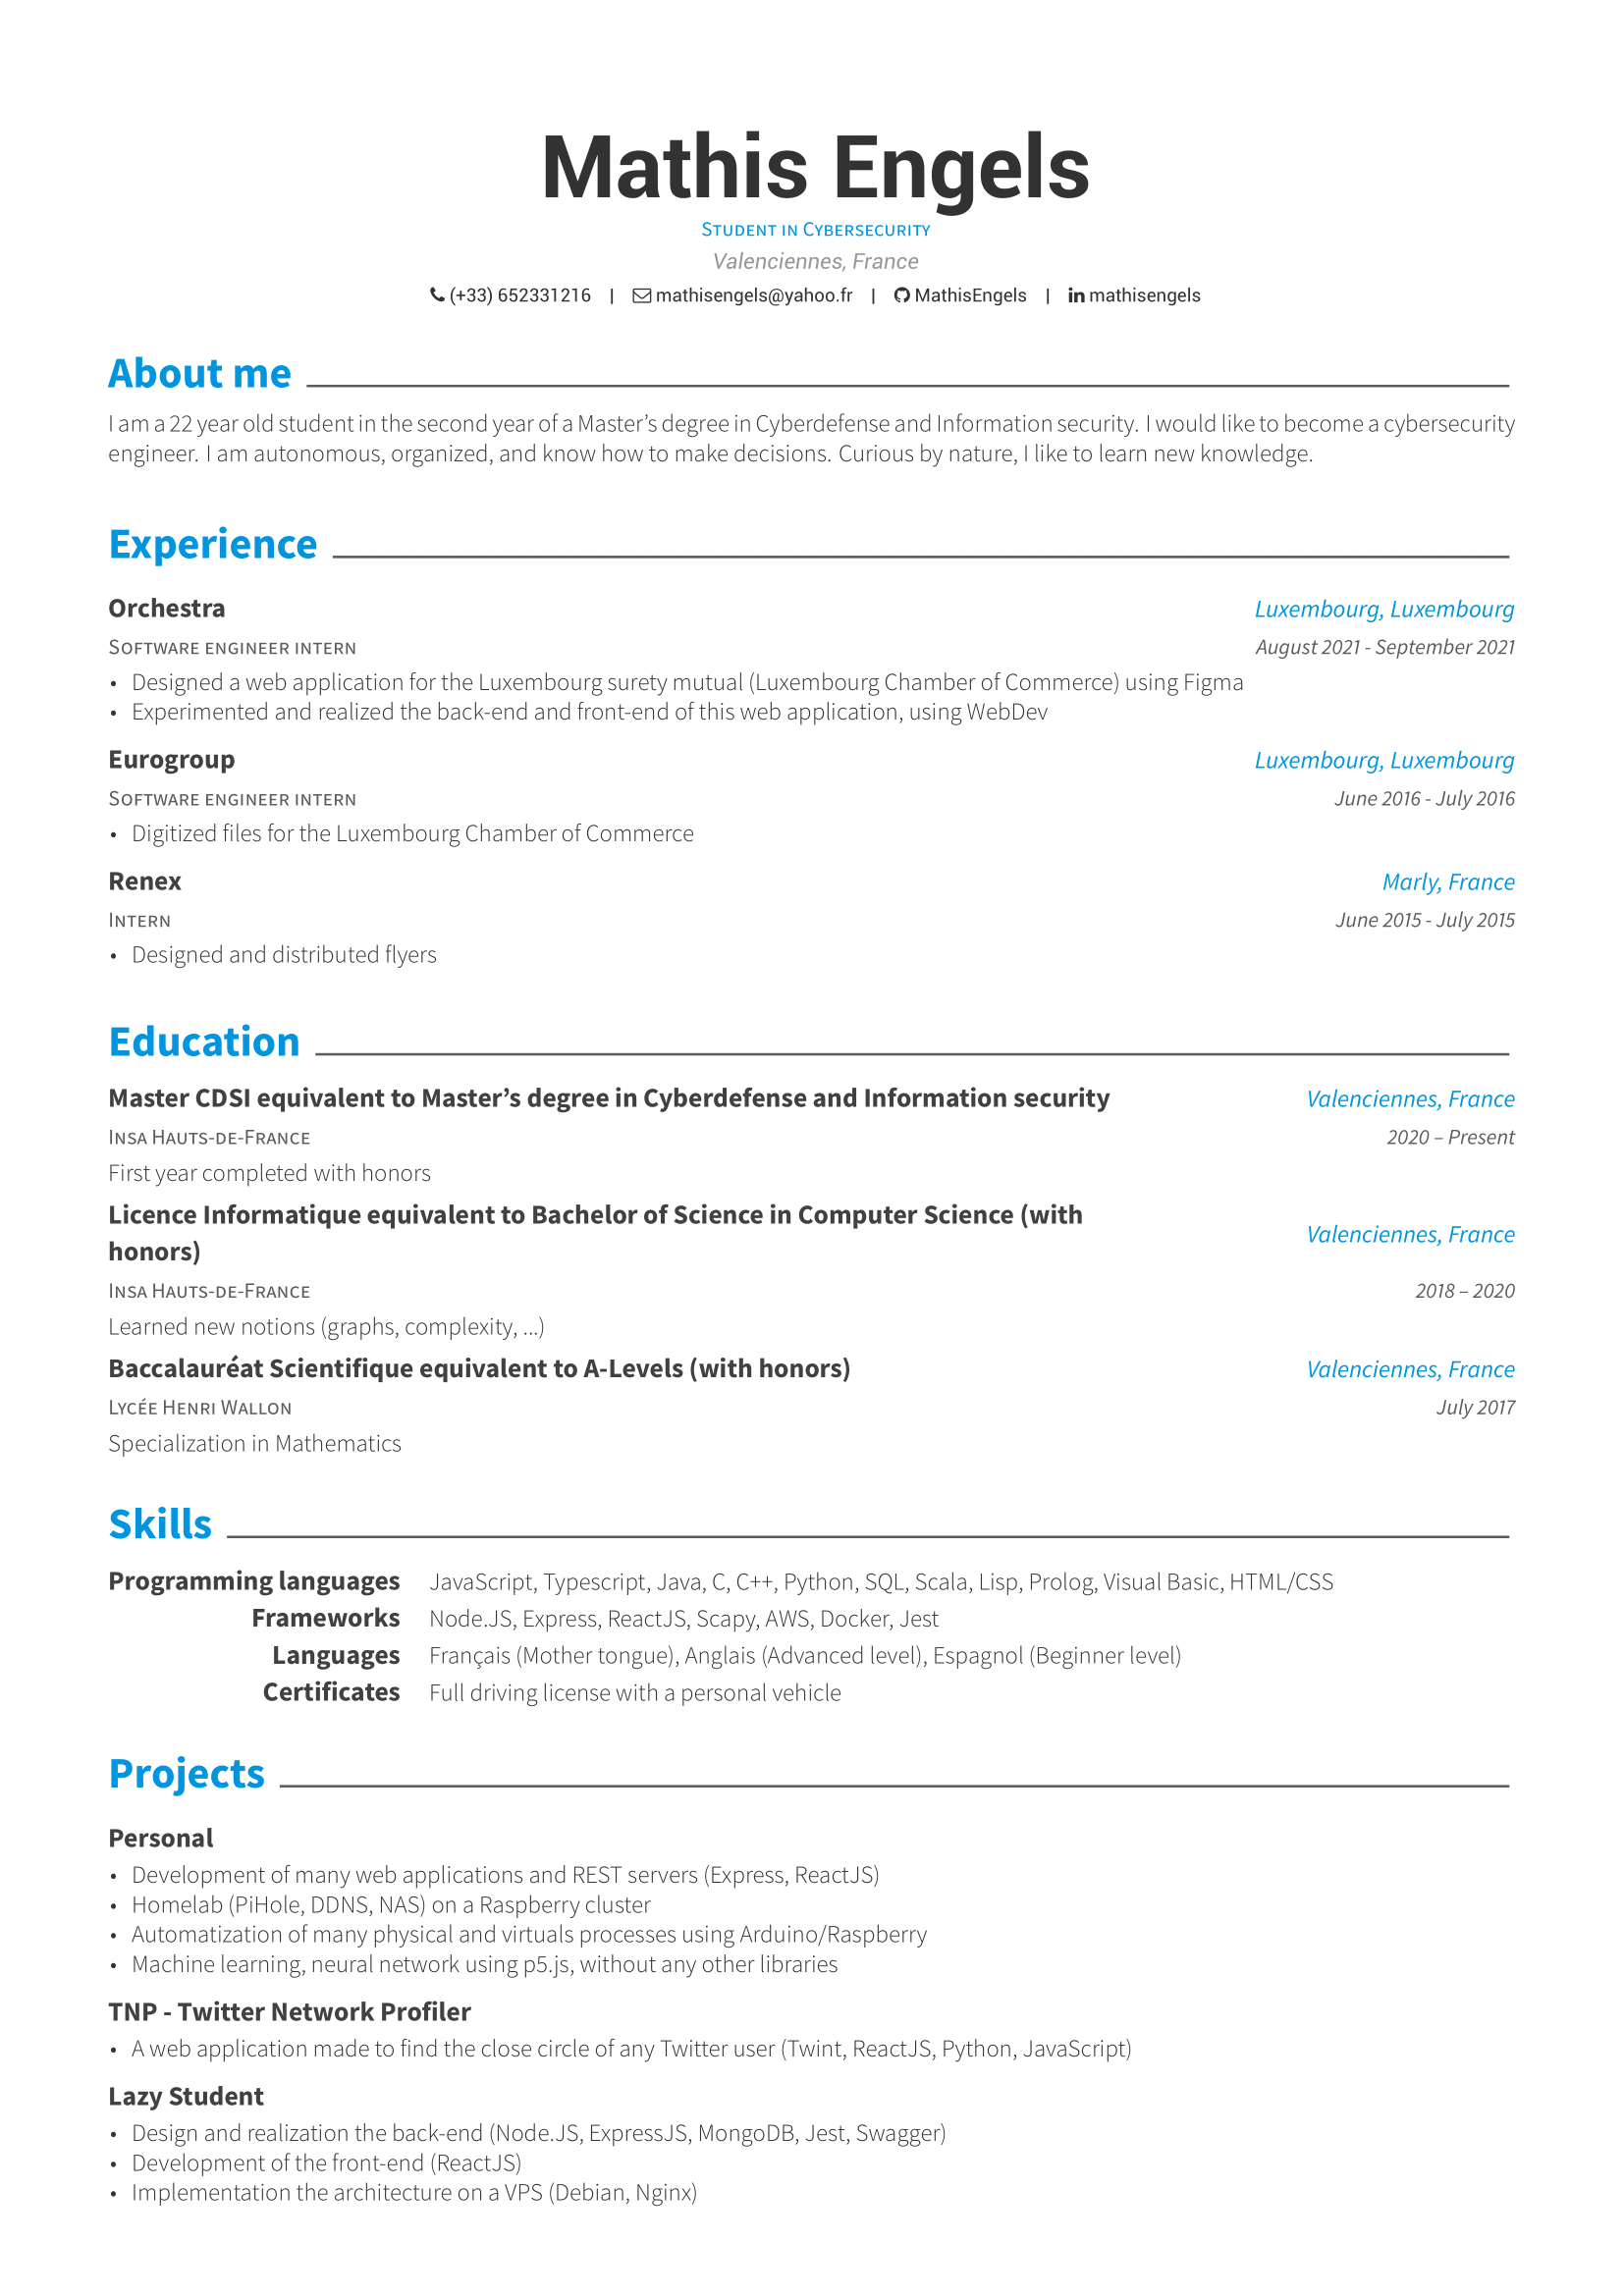 Mathis Engels
Student in Cybersecurity
Valenciennes, France
(+33) 652331216 | mathisengels@yahoo.fr | MathisEngels | mathisengels
About me
I am a 22 year old student in the second year of a Master’s degree in Cyberdefense and Information security. I would like to become a cybersecurity
engineer. I am autonomous, organized, and know how to make decisions. Curious by nature, I like to learn new knowledge.
Experience
Orchestra Luxembourg, Luxembourg
Software engineer intern August 2021 - September 2021
• Designed a web application for the Luxembourg surety mutual (Luxembourg Chamber of Commerce) using Figma
• Experimented and realized the back-end and front-end of this web application, using WebDev
Eurogroup Luxembourg, Luxembourg
Software engineer intern June 2016 - July 2016
• Digitized files for the Luxembourg Chamber of Commerce
Renex Marly, France
Intern June 2015 - July 2015
• Designed and distributed flyers
Education
Master CDSI equivalent to Master’s degree in Cyberdefense and Information security Valenciennes, France
Insa Hauts-de-France 2020 – Present
First year completed with honors
Licence Informatique equivalent to Bachelor of Science in Computer Science (with
honors) Valenciennes, France
Insa Hauts-de-France 2018 – 2020
Learned new notions (graphs, complexity, ...)
Baccalauréat Scientifique equivalent to A-Levels (with honors) Valenciennes, France
Lycée Henri Wallon July 2017
Specialization in Mathematics
Skills
Programming languages JavaScript, Typescript, Java, C, C++, Python, SQL, Scala, Lisp, Prolog, Visual Basic, HTML/CSS
Frameworks Node.JS, Express, ReactJS, Scapy, AWS, Docker, Jest
Languages Français (Mother tongue), Anglais (Advanced level), Espagnol (Beginner level)
Certificates Full driving license with a personal vehicle
Projects
Personal
• Development of many web applications and REST servers (Express, ReactJS)
• Homelab (PiHole, DDNS, NAS) on a Raspberry cluster
• Automatization of many physical and virtuals processes using Arduino/Raspberry
• Machine learning, neural network using p5.js, without any other libraries
TNP - Twitter Network Profiler
• A web application made to find the close circle of any Twitter user (Twint, ReactJS, Python, JavaScript)
Lazy Student
• Design and realization the back-end (Node.JS, ExpressJS, MongoDB, Jest, Swagger)
• Development of the front-end (ReactJS)
• Implementation the architecture on a VPS (Debian, Nginx)